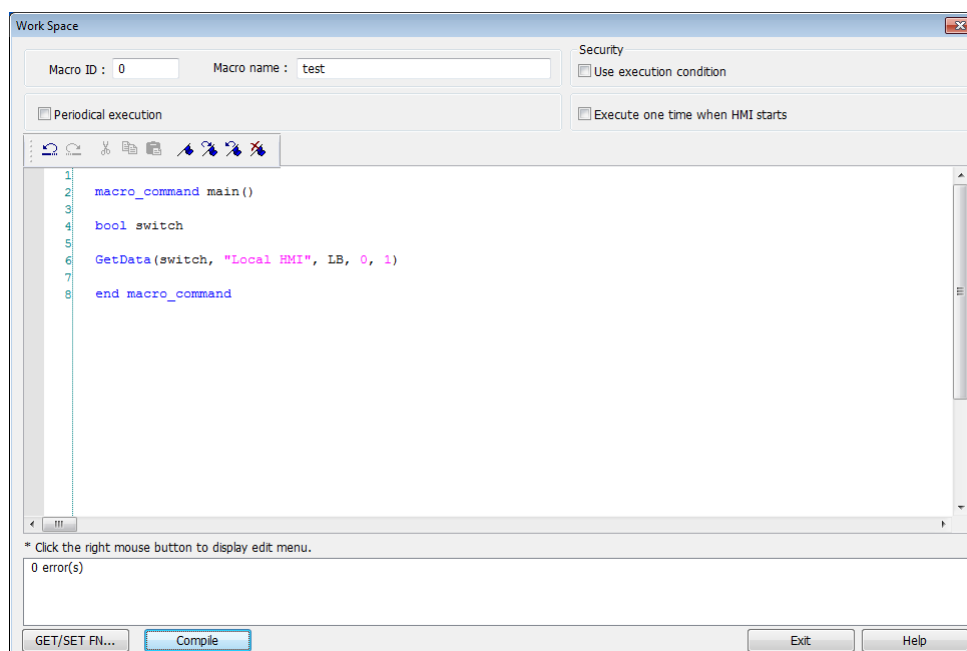 Work Space
Macro ID : 0 Macro name : test
Security
Use execution condition
Periodical execution
Execute one time when HMI starts
1
2 macro_command main()
3
4 bool switch
5
6 GetData(switch, "Local HMI", LB, 0, 1)
7
8 end macro_command
* Click the right mouse button to display edit menu.
0 error(s)
GET/SET FN... Compile Exit Help